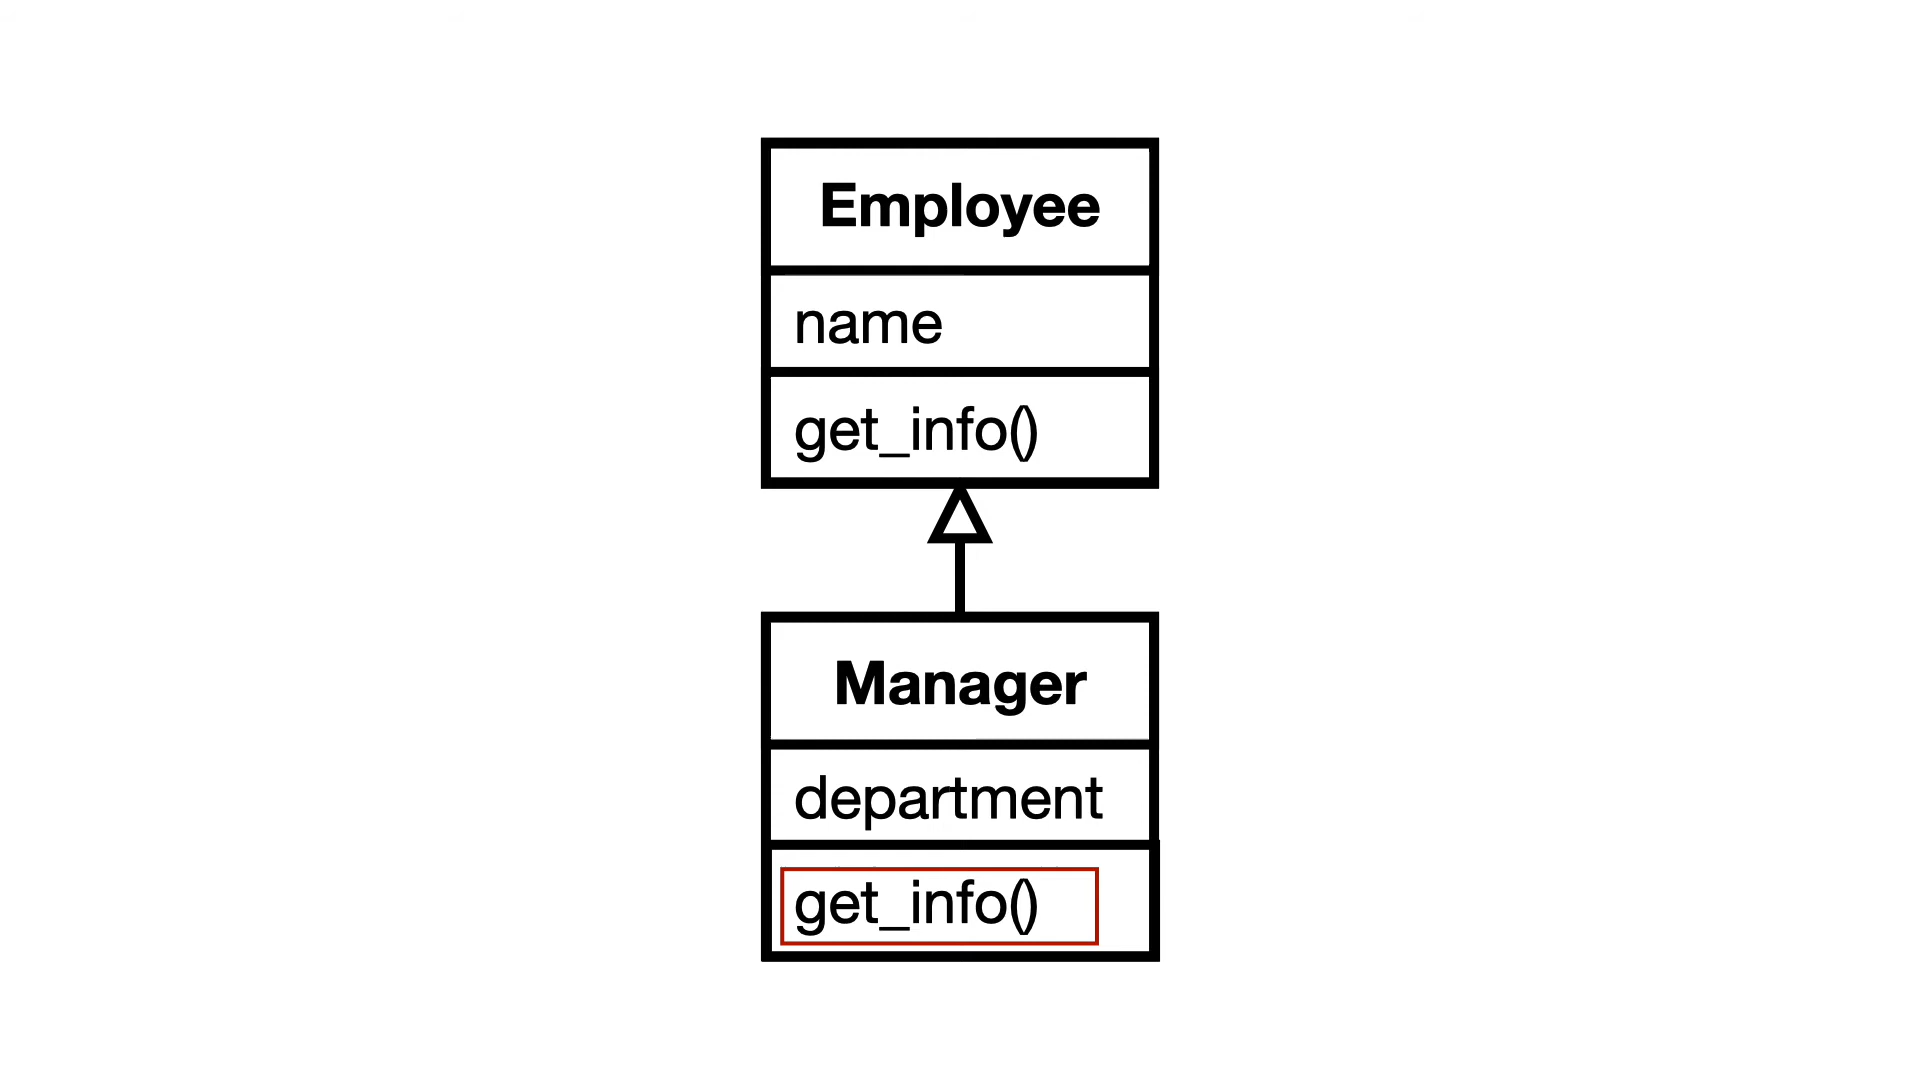 Employee
name
get_info()
Manager
department
get_info()